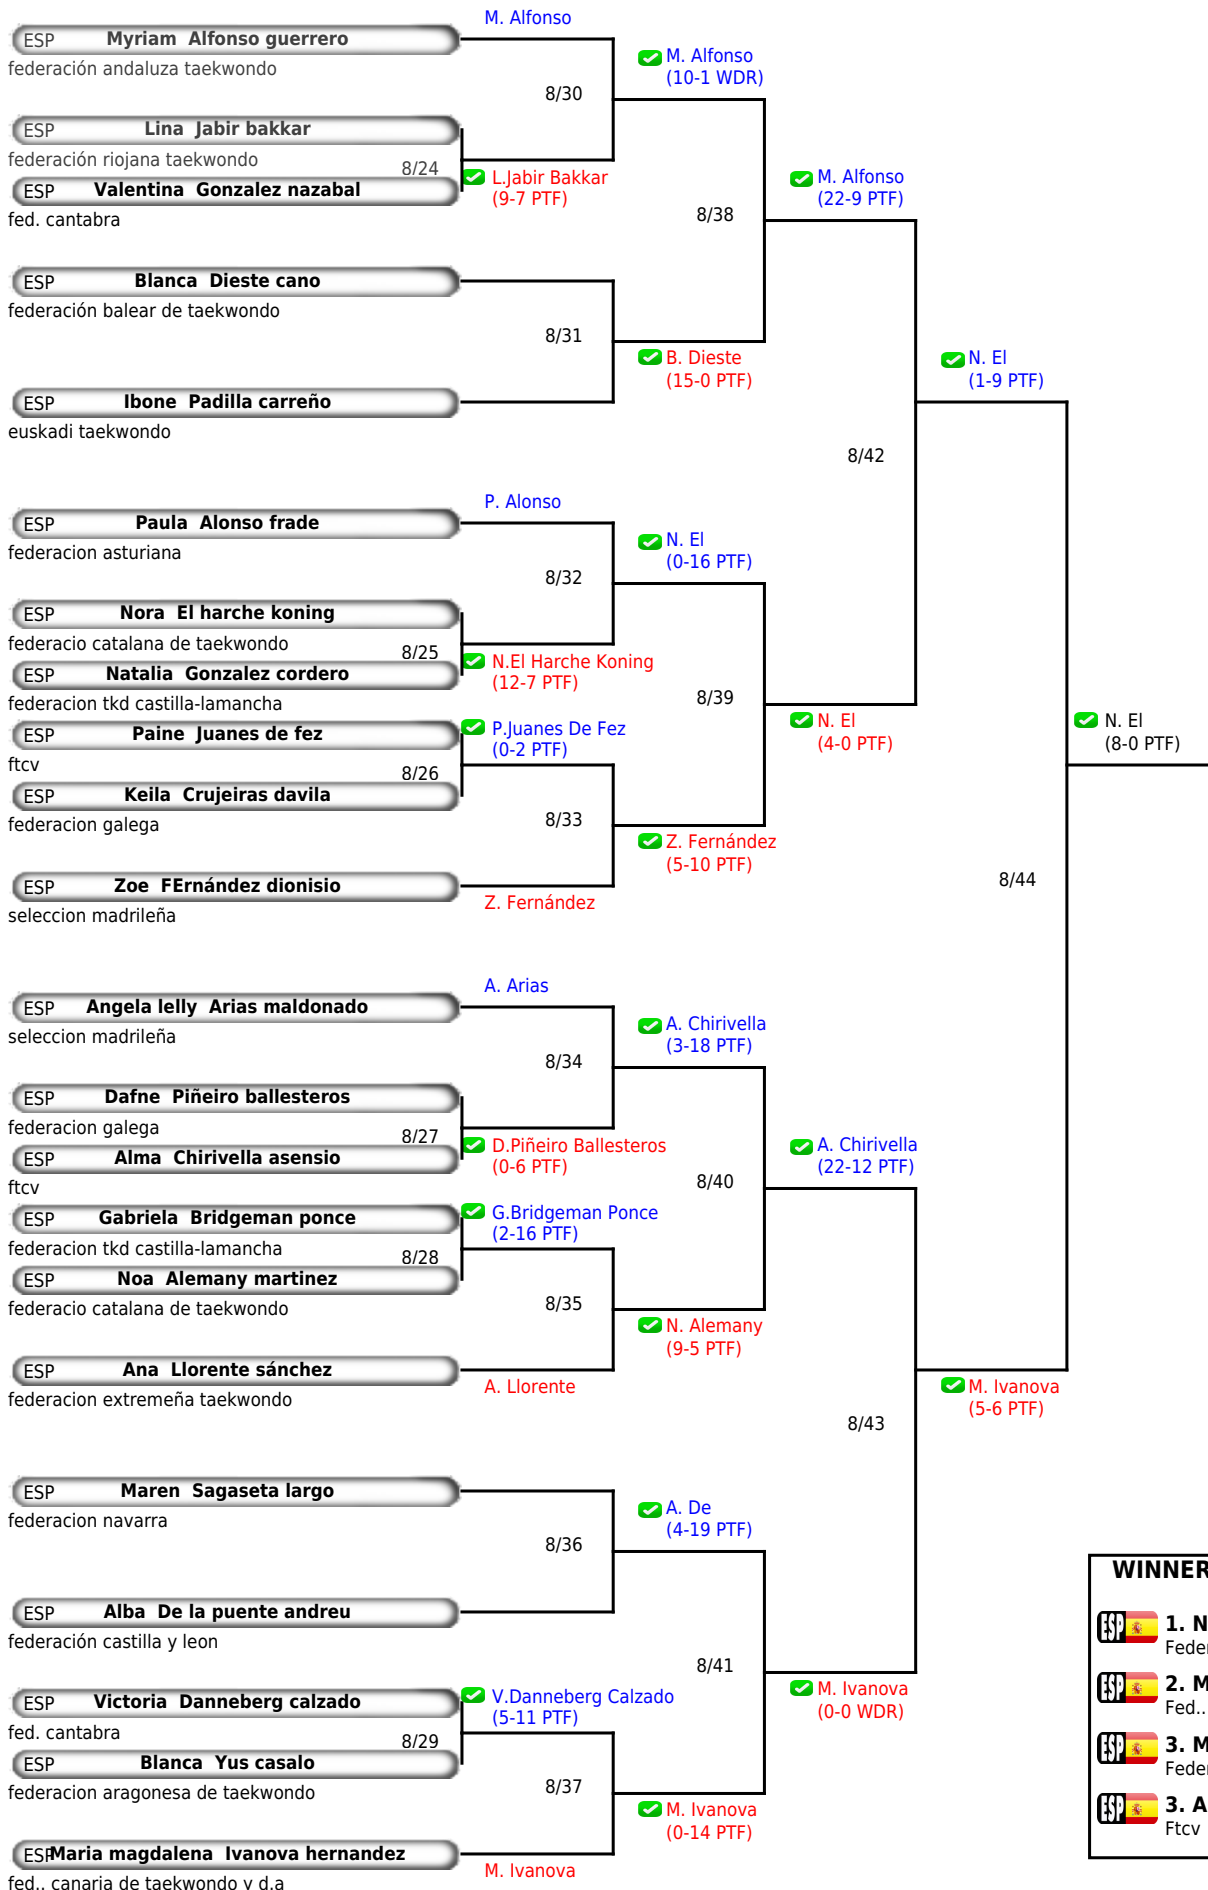 M. Alfonso
ESP Myriam Alfonso guerrero
federación andaluza taekwondo
M. Alfonso
(10-1 WDR)
8/30
ESP Lina Jabir bakkar
federación riojana taekwondo
8/24
L.Jabir Bakkar
(9-7 PTF)
ESP Valentina Gonzalez nazabal
fed. cantabra
M. Alfonso
(22-9 PTF)
8/38
ESP Blanca Dieste cano
federación balear de taekwondo
8/31
B. Dieste
(15-0 PTF)
N. El
(1-9 PTF)
ESP Ibone Padilla carreño
euskadi taekwondo
8/42
P. Alonso
ESP Paula Alonso frade
federacion asturiana
N. El
(0-16 PTF)
8/32
ESP Nora El harche koning
federacio catalana de taekwondo
8/25
N.El Harche Koning
(12-7 PTF)
ESP Natalia Gonzalez cordero
federacion tkd castilla-lamancha
8/39
ESP Paine Juanes de fez
ftcv
P.Juanes De Fez
(0-2 PTF)
N. El
(4-0 PTF)
N. El
(8-0 PTF)
8/26
ESP Keila Crujeiras davila
federacion galega
8/33
Z. Fernández
(5-10 PTF)
ESP Zoe FErnández dionisio
seleccion madrileña
Z. Fernández
8/44
A. Arias
ESP Angela lelly Arias maldonado
seleccion madrileña
A. Chirivella
(3-18 PTF)
8/34
ESP Dafne Piñeiro ballesteros
federacion galega
8/27
D.Piñeiro Ballesteros
(0-6 PTF)
ESP Alma Chirivella asensio
ftcv
A. Chirivella
(22-12 PTF)
8/40
ESP Gabriela Bridgeman ponce
federacion tkd castilla-lamancha
G.Bridgeman Ponce
(2-16 PTF)
8/28
ESP Noa Alemany martinez
federacio catalana de taekwondo
8/35
N. Alemany
(9-5 PTF)
ESP Ana Llorente sánchez
federacion extremeña taekwondo
A. Llorente
M. Ivanova
(5-6 PTF)
8/43
ESP Maren Sagaseta largo
federacion navarra
A. De
(4-19 PTF)
8/36
ESP Alba De la puente andreu
federación castilla y leon
8/41
M. Ivanova
(0-0 WDR)
ESP Victoria Danneberg calzado
fed. cantabra
V.Danneberg Calzado
(5-11 PTF)
8/29
ESP Blanca Yus casalo
federacion aragonesa de taekwondo
8/37
M. Ivanova
(0-14 PTF)
ESP Maria magdalena Ivanova hernandez
fed.. canaria de taekwondo y d.a
M. Ivanova
WINNER
ESP 1. N
Feder
ESP 2. M
Fed..
ESP 3. M
Feder
ESP 3. A
Ftcv